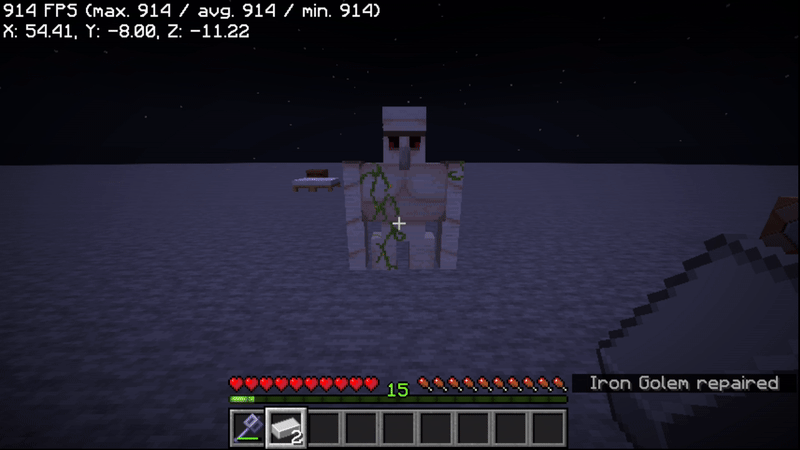 914 FPS (max. 914 / avg. 914 / min. 914)
X: 54.41, Y: -8.00, Z: -11.22
15
Iron Golem repaired
2